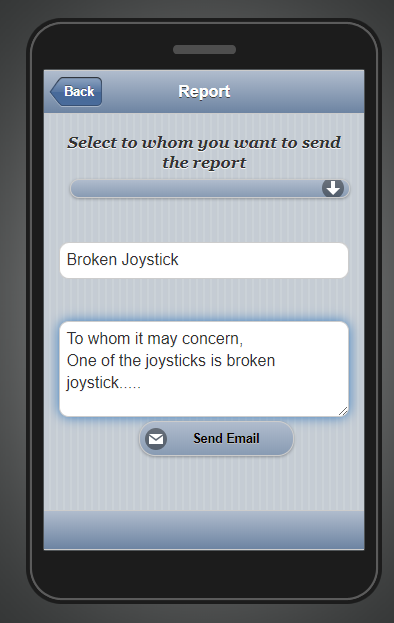 Back
Report
Select to whom you want to send
the report
Broken Joystick
To whom it may concern,
One of the joysticks is broken
joystick.....
Send Email